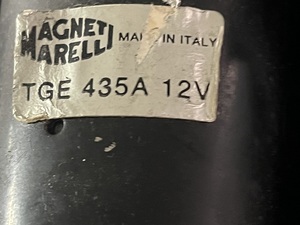 MAGNETI
MARELLI MADE IN ITALY
TGE 435A 12V